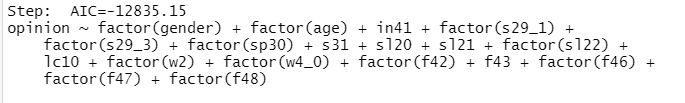 Step:  AIC=-12835.15
opinion ~ factor(gender) + factor(age) + in41 + factor(s29_1) +
    factor(s29_3) + factor(sp30) + s31 + sl20 + sl21 + factor(sl22) +
    lc10 + factor(w2) + factor(w4_0) + factor(f42) + f43 + factor(f46) +
    factor(f47) + factor(f48)